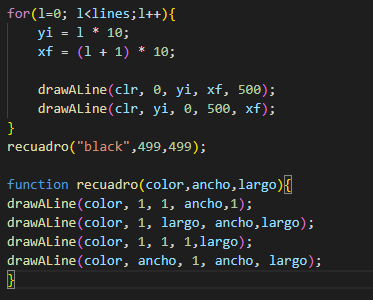 for(l=0; l<lines;l++){
yi = l * 10;
xf = (l + 1) * 10;
drawALine(clr, 0, yi, xf, 500);
drawALine(clr, yi, 0, 500, xf);
}
recuadro("black",499,499);
function recuadro(color,ancho,largo){
drawALine(color, 1, 1, ancho,1);
drawALine(color, 1, largo, ancho,largo);
drawALine(color, 1, 1, 1,largo);
drawALine(color, ancho, 1, ancho, largo);
}